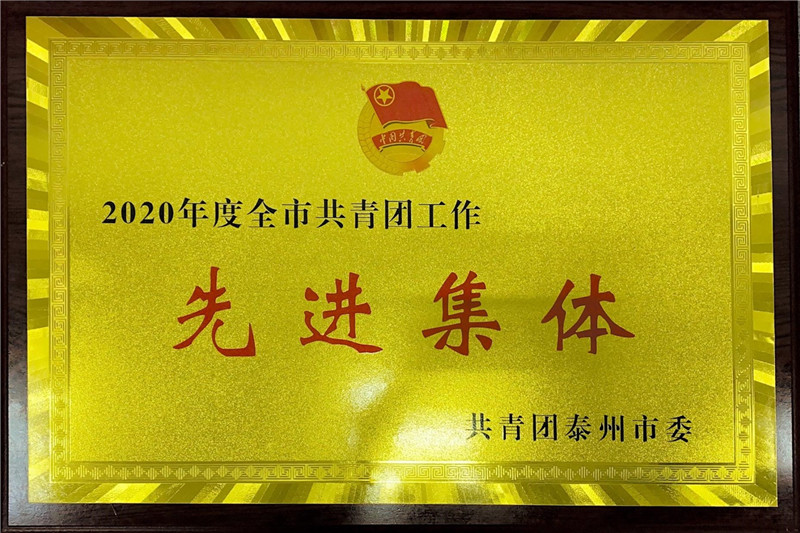 中国共青团
2020年度全市共青团工作
先进集体
共青团泰州市委